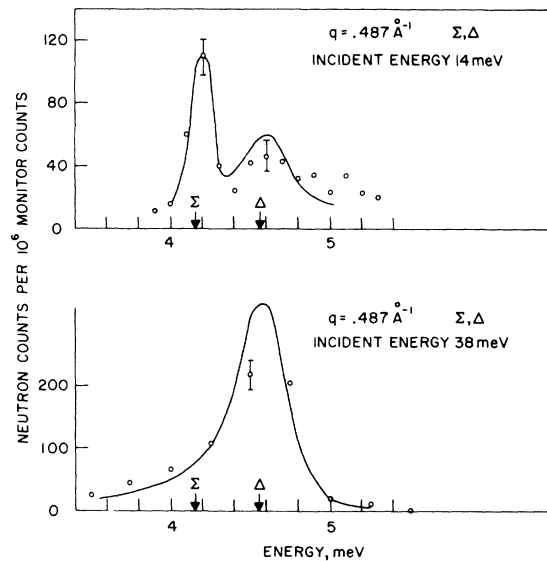 q = .487 Å⁻¹ Σ, Δ
INCIDENT ENERGY 14 meV
120
80
40
0
Σ Δ
4 5
NEUTRON COUNTS PER 10⁶ MONITOR COUNTS
q = .487 Å⁻¹ Σ, Δ
INCIDENT ENERGY 38 meV
200
100
0
Σ Δ
4 5
ENERGY, meV